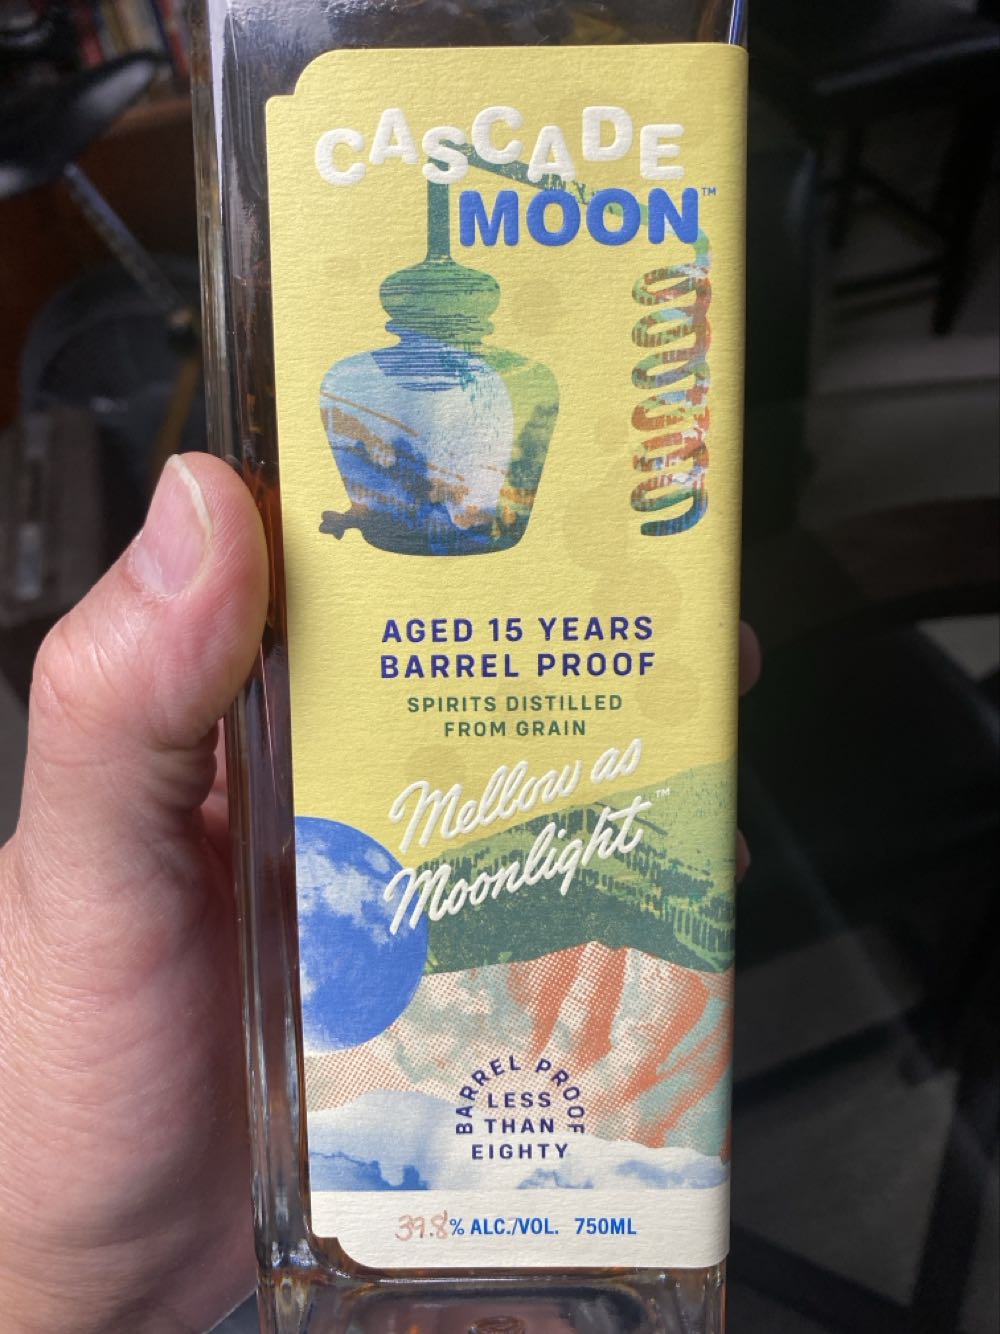 CASCADE
MOON™
AGED 15 YEARS
BARREL PROOF
SPIRITS DISTILLED
FROM GRAIN
Mellow as
Moonlight™
BARREL PROOF
LESS
THAN
EIGHTY
39.8% ALC./VOL. 750ML